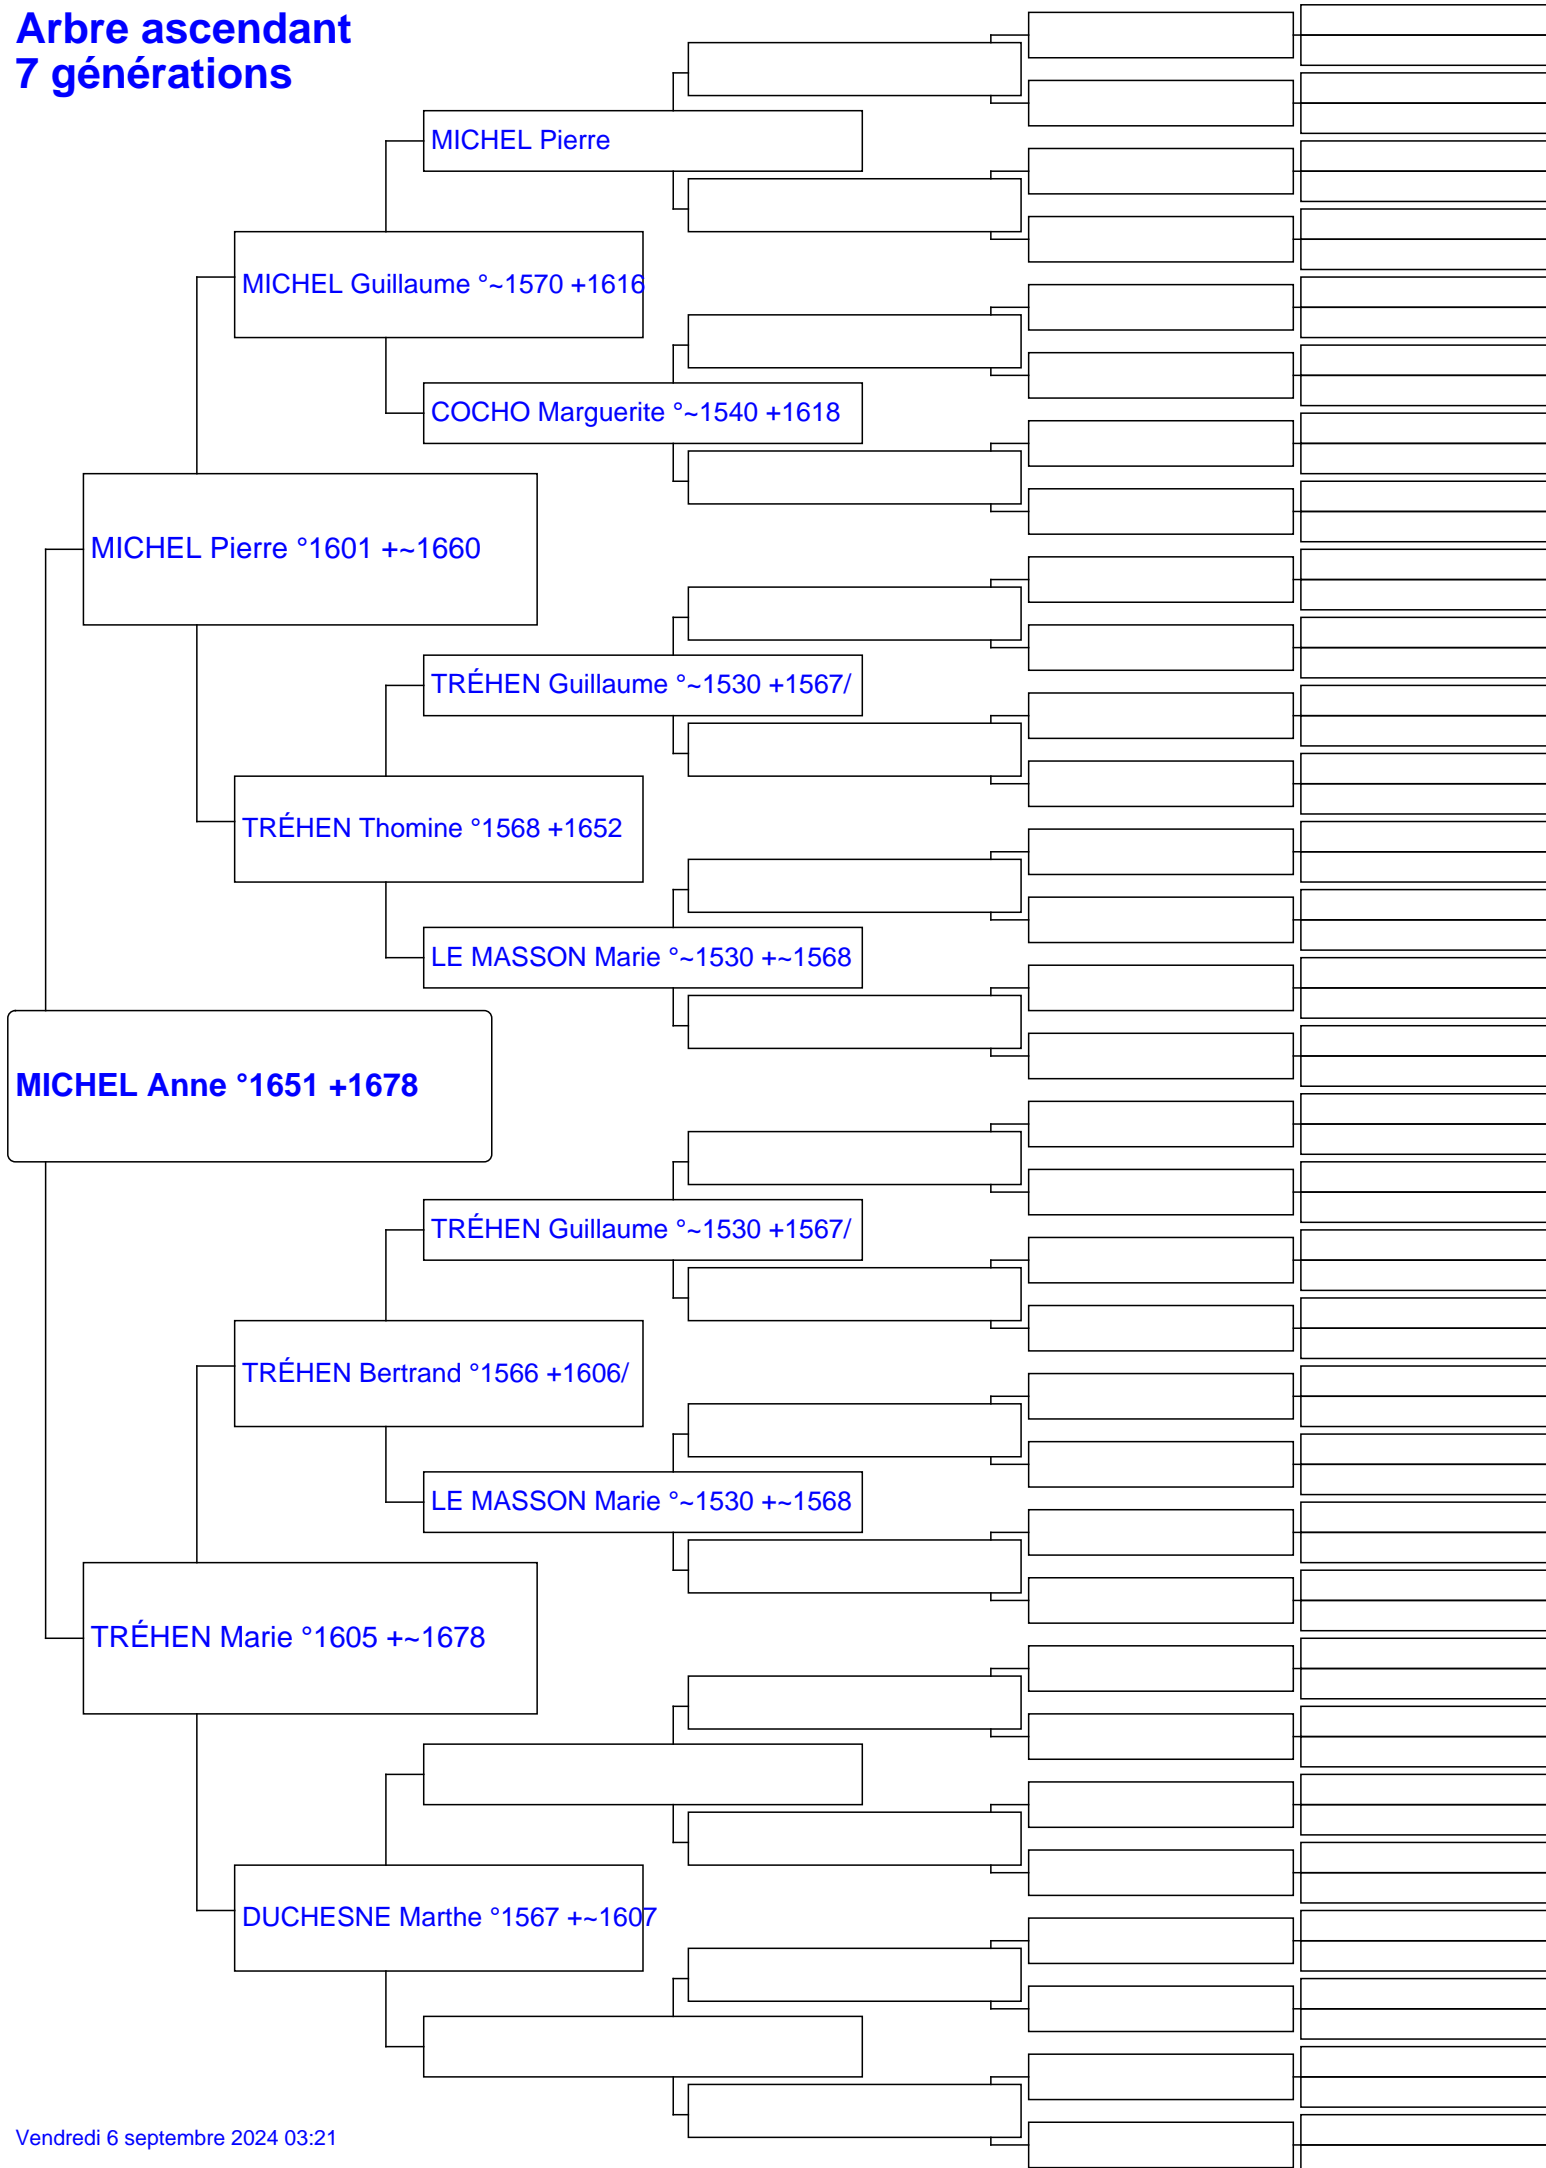 Arbre ascendant
7 générations
MICHEL Pierre
MICHEL Guillaume °~1570 +1616
COCHO Marguerite °~1540 +1618
MICHEL Pierre °1601 +~1660
TRÉHEN Guillaume °~1530 +1567/
TRÉHEN Thomine °1568 +1652
LE MASSON Marie °~1530 +~1568
MICHEL Anne °1651 +1678
TRÉHEN Guillaume °~1530 +1567/
TRÉHEN Bertrand °1566 +1606/
LE MASSON Marie °~1530 +~1568
TRÉHEN Marie °1605 +~1678
DUCHESNE Marthe °1567 +~1607
Vendredi 6 septembre 2024 03:21